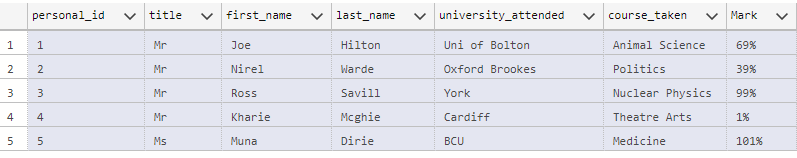 personal_id title first_name last_name university_attended course_taken Mark
1 1 Mr Joe Hilton Uni of Bolton Animal Science 69%
2 2 Mr Nirel Warde Oxford Brookes Politics 39%
3 3 Mr Ross Savill York Nuclear Physics 99%
4 4 Mr Kharie Mcghie Cardiff Theatre Arts 1%
5 5 Ms Muna Dirie BCU Medicine 101%